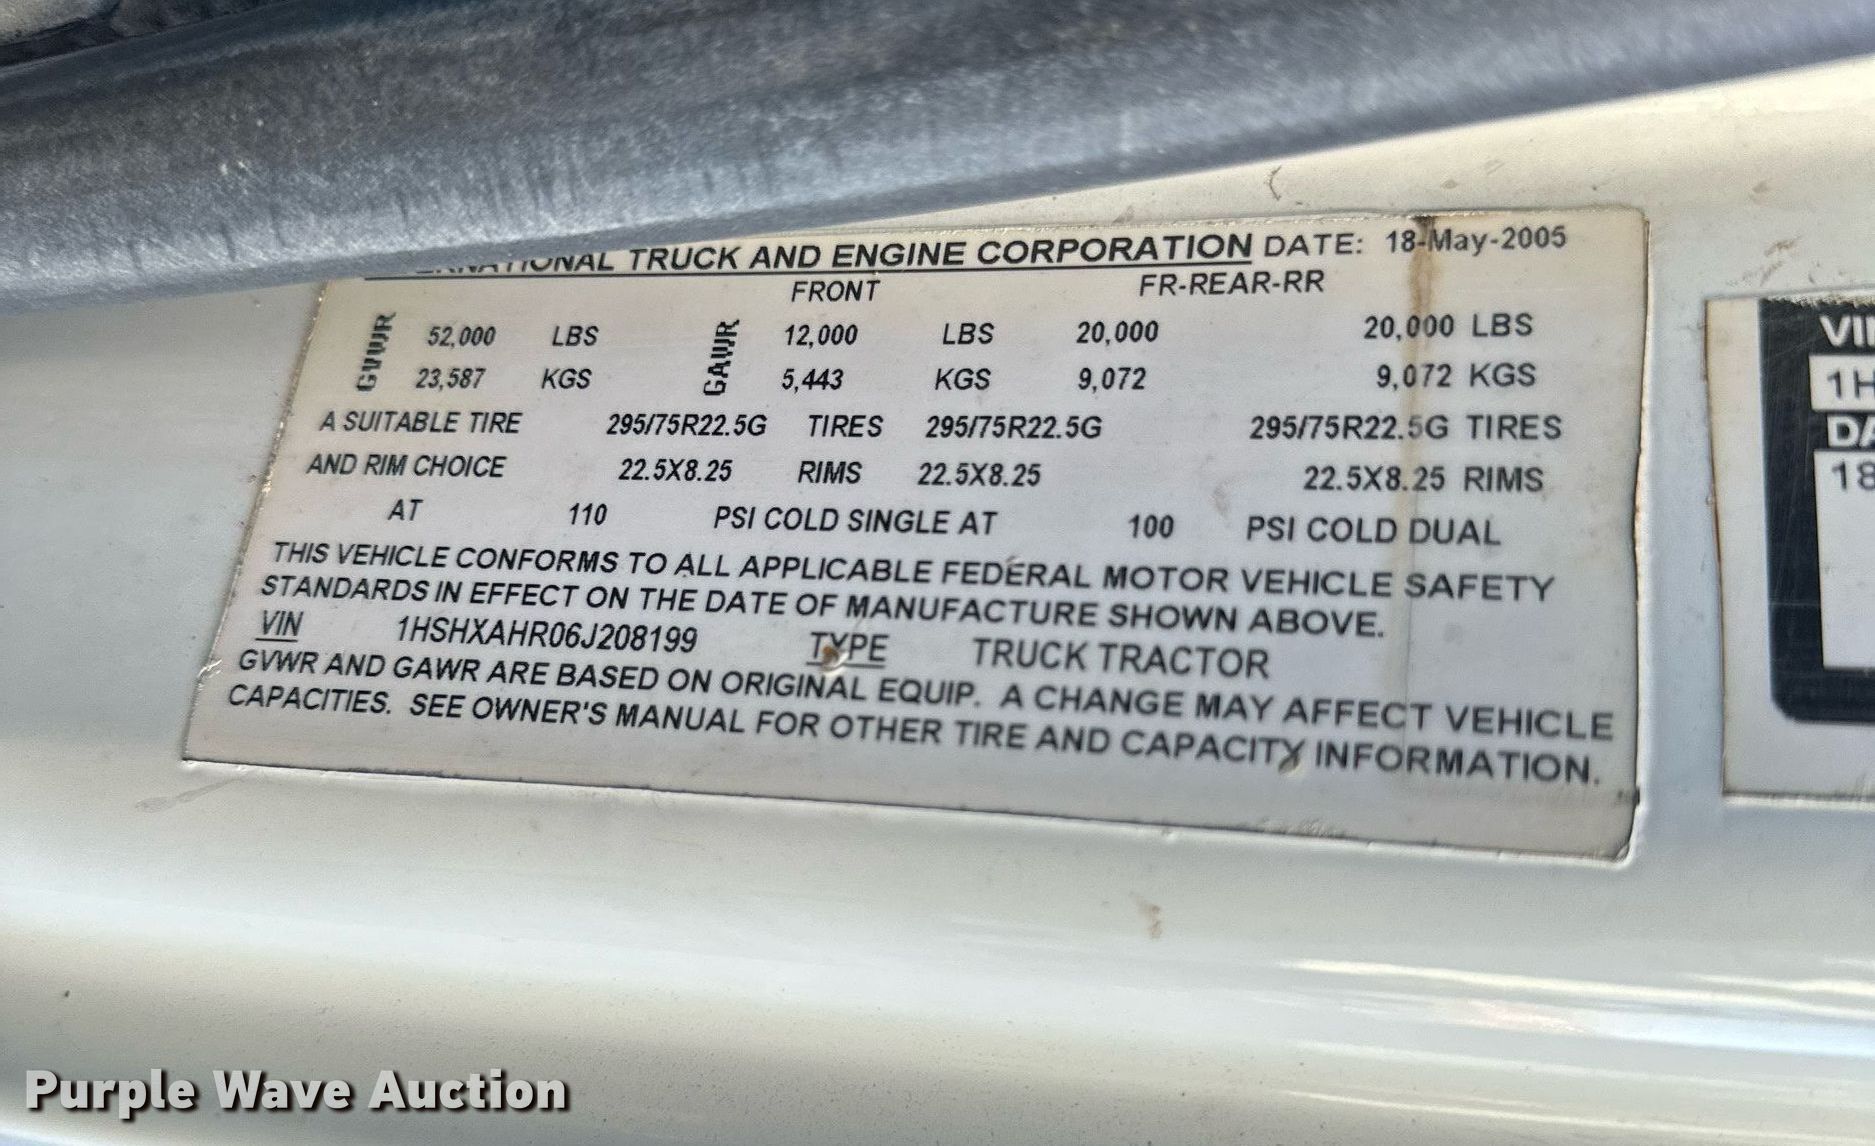 TRUCK AND ENGINE CORPORATION DATE: 18-May-2005
FRONT FR-REAR-RR
GVWR 52,000 LBS GAWR 12,000 LBS 20,000 20,000 LBS
23,587 KGS 5,443 KGS 9,072 9,072 KGS
A SUITABLE TIRE 295/75R22.5G TIRES 295/75R22.5G 295/75R22.5G TIRES
AND RIM CHOICE 22.5X8.25 RIMS 22.5X8.25 22.5X8.25 RIMS
AT 110 PSI COLD SINGLE AT 100 PSI COLD DUAL
THIS VEHICLE CONFORMS TO ALL APPLICABLE FEDERAL MOTOR VEHICLE SAFETY
STANDARDS IN EFFECT ON THE DATE OF MANUFACTURE SHOWN ABOVE.
VIN 1HSHXAHR06J208199 TYPE TRUCK TRACTOR
GVWR AND GAWR ARE BASED ON ORIGINAL EQUIP. A CHANGE MAY AFFECT VEHICLE
CAPACITIES. SEE OWNER'S MANUAL FOR OTHER TIRE AND CAPACITY INFORMATION.
1H
DA
18
Purple Wave Auction